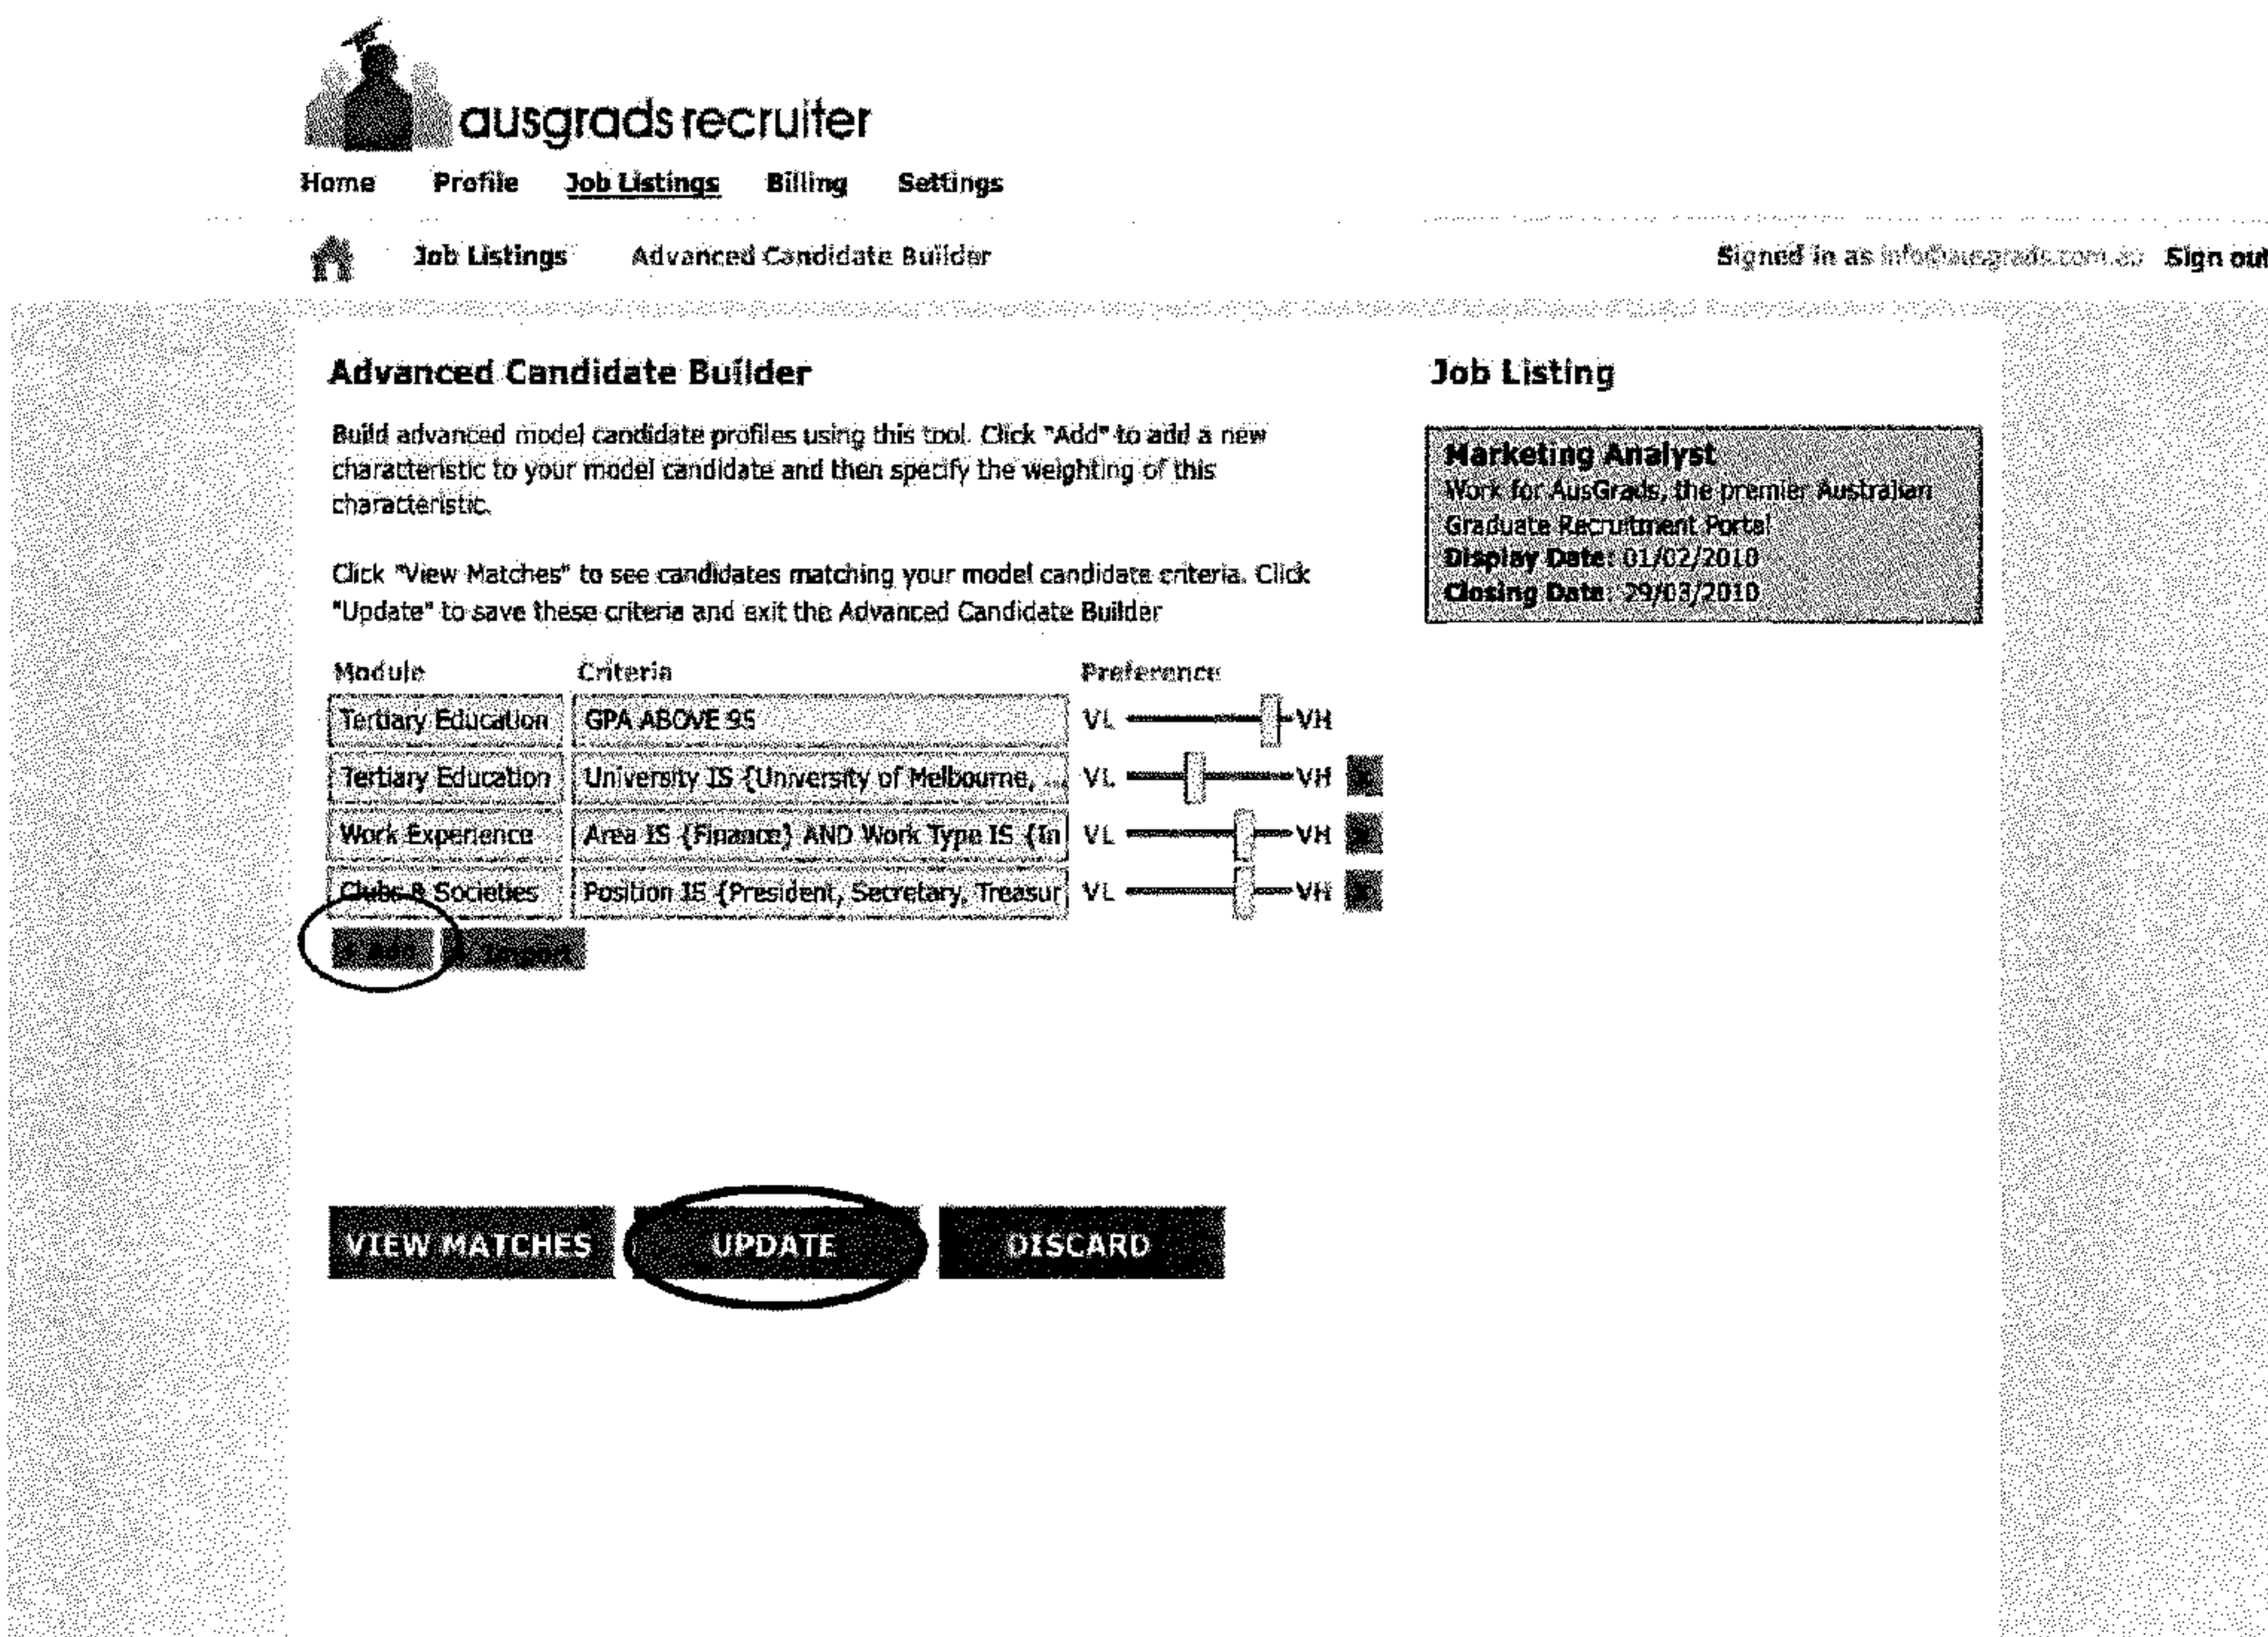 ausgrads recruiter
Home Profile Job Listings Billing Settings
Job Listings Advanced Candidate Builder Signed in as info@ausgrads.com.au Sign out
Advanced Candidate Builder
Job Listing
Build advanced model candidate profiles using this tool. Click "Add" to add a new
characteristic to your model candidate and then specify the weighting of this
characteristic.
Click "View Matches" to see candidates matching your model candidate criteria. Click
"Update" to save these criteria and exit the Advanced Candidate Builder
Marketing Analyst
Work for AusGrads, the premier Australian
Graduate Recruitment Portal
Display Date: 01/02/2010
Closing Date: 29/03/2010
Module Criteria Preference
Tertiary Education GPA ABOVE 95 VL VH
Tertiary Education University IS {University of Melbourne, ... VL VH
Work Experience Area IS {Finance} AND Work Type IS {In VL VH
Clubs & Societies Position IS {President, Secretary, Treasur VL VH
+ Add Import
VIEW MATCHES UPDATE DISCARD